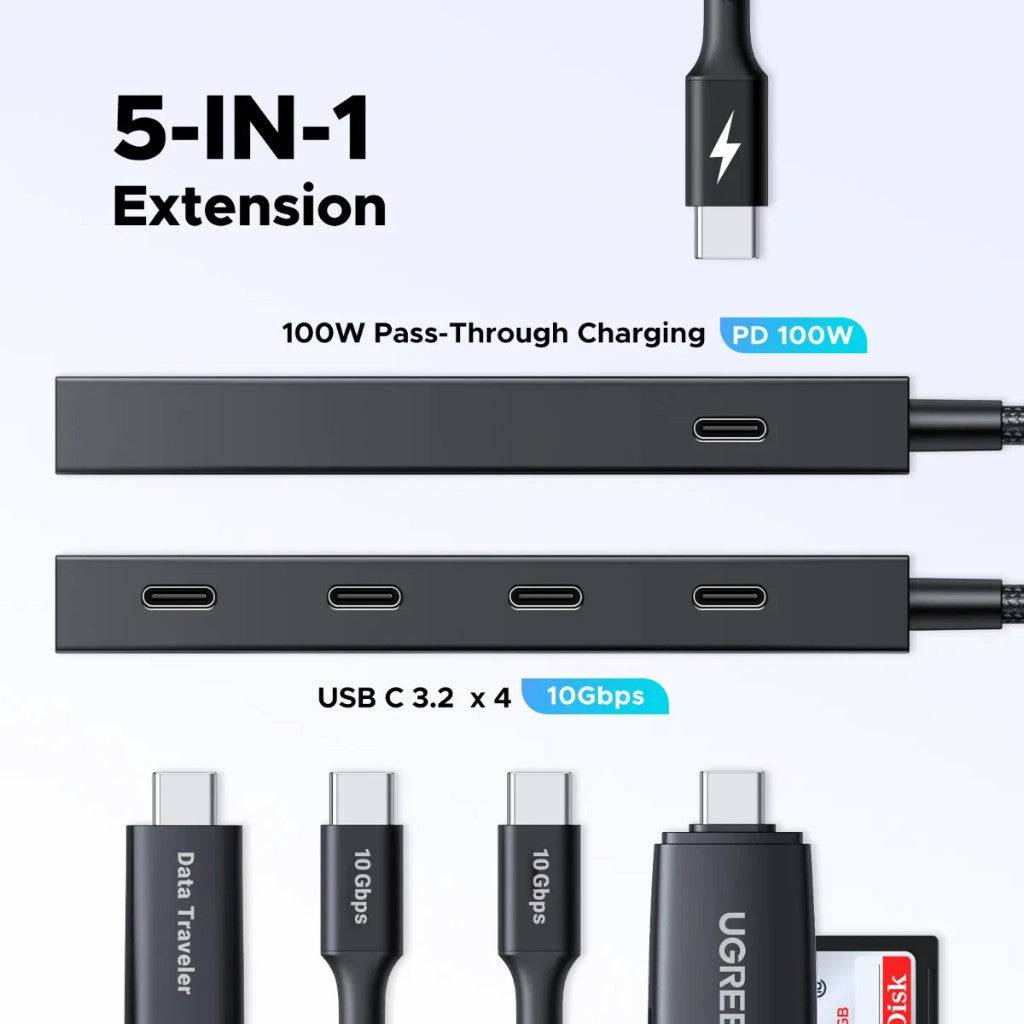 5-IN-1
Extension
100W Pass-Through Charging PD 100W
USB C 3.2 x 4 10Gbps
Data Traveler
10Gbps
10Gbps
UGREE
GB
Disk